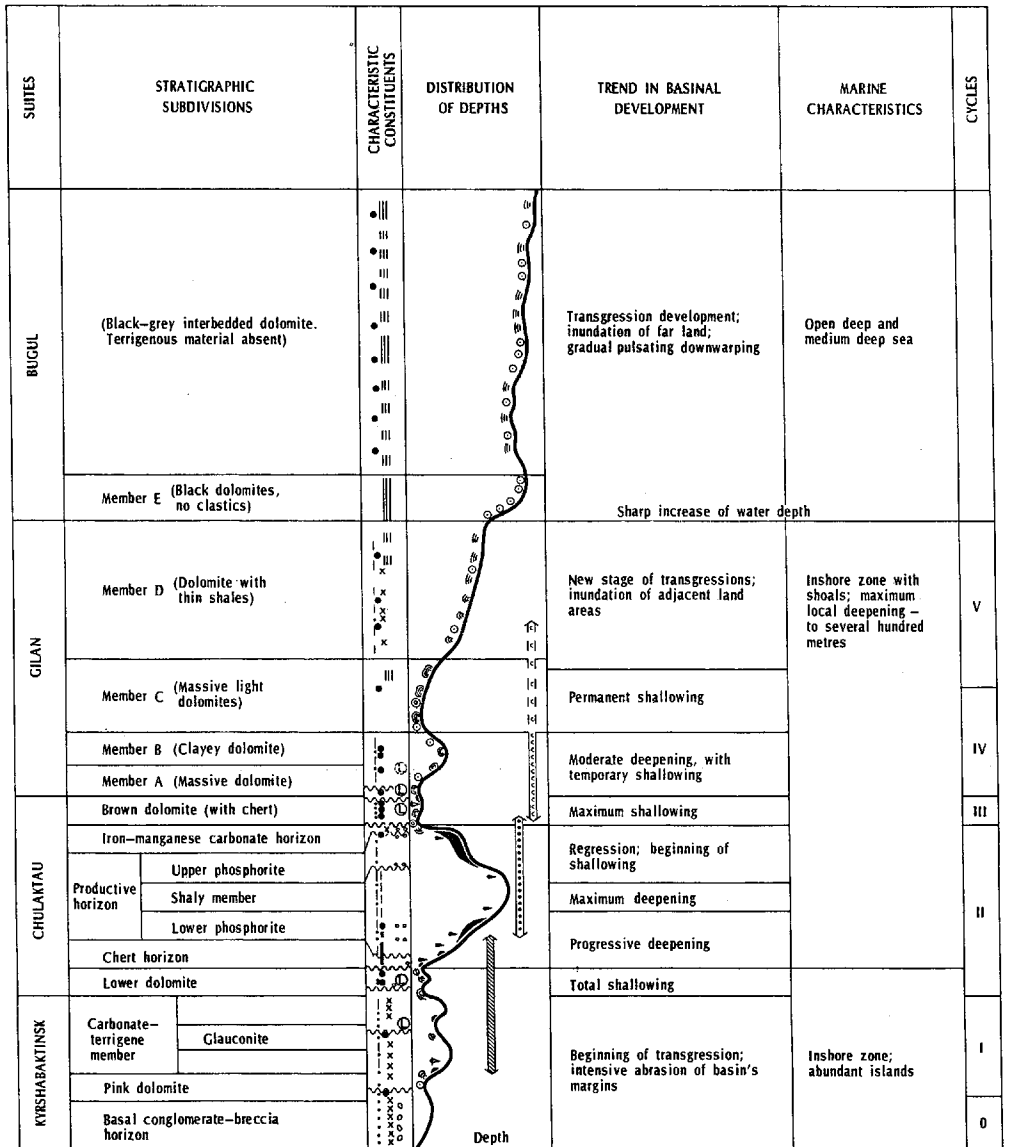 SUITES
STRATIGRAPHIC
SUBDIVISIONS
CHARACTERISTIC
CONSTITUENTS
DISTRIBUTION
OF DEPTHS
TREND IN BASINAL
DEVELOPMENT
MARINE
CHARACTERISTICS
CYCLES
BUGUL
(Black-grey interbedded dolomite.
Terrigenous material absent)
Transgression development;
inundation of far land;
gradual pulsating downwarping
Open deep and
medium deep sea
Member E (Black dolomites,
no clastics)
Sharp increase of water depth
GILAN
Member D (Dolomite with
thin shales)
New stage of transgressions;
inundation of adjacent land
areas
Inshore zone with
shoals; maximum
local deepening –
to several hundred
metres
V
Member C (Massive light
dolomites)
Permanent shallowing
Member B (Clayey dolomite)
Member A (Massive dolomite)
Moderate deepening, with
temporary shallowing
IV
CHULAKTAU
Brown dolomite (with chert)
Maximum shallowing
III
Iron-manganese carbonate horizon
Regression; beginning of
shallowing
Productive
horizon
Upper phosphorite
Shaly member
Maximum deepening
II
Lower phosphorite
Progressive deepening
Chert horizon
Lower dolomite
Total shallowing
KYRSHABAKTINSK
Carbonate-
terrigene
member
Glauconite
Beginning of transgression;
intensive abrasion of basin's
margins
Inshore zone;
abundant islands
I
Pink dolomite
Basal conglomerate-breccia
horizon
Depth
0